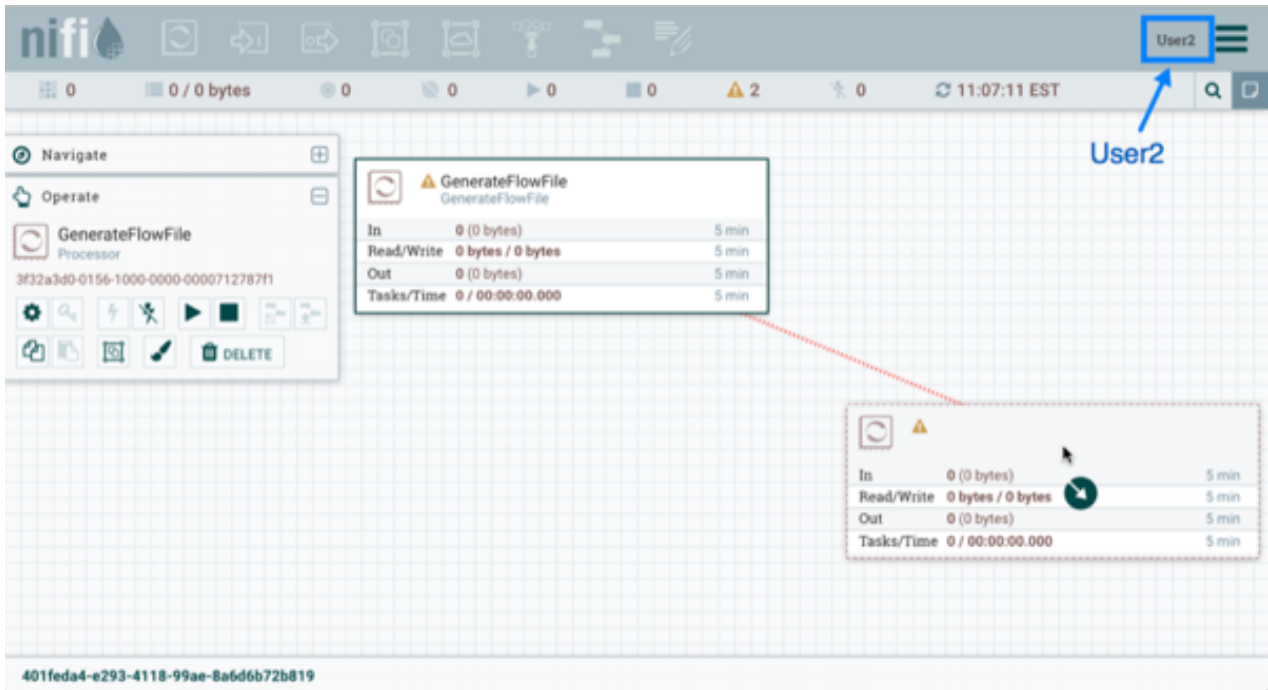 nifi
User2
0 0 / 0 bytes 0 0 0 0 2 0 11:07:11 EST
User2
Navigate
Operate
GenerateFlowFile
Processor
3f32a3d0-0156-1000-0000-0000712787f1
DELETE
GenerateFlowFile
GenerateFlowFile
In 0 (0 bytes) 5 min
Read/Write 0 bytes / 0 bytes 5 min
Out 0 (0 bytes) 5 min
Tasks/Time 0 / 00:00:00.000 5 min
In 0 (0 bytes) 5 min
Read/Write 0 bytes / 0 bytes 5 min
Out 0 (0 bytes) 5 min
Tasks/Time 0 / 00:00:00.000 5 min
401feda4-e293-4118-99ae-8a6d6b72b819